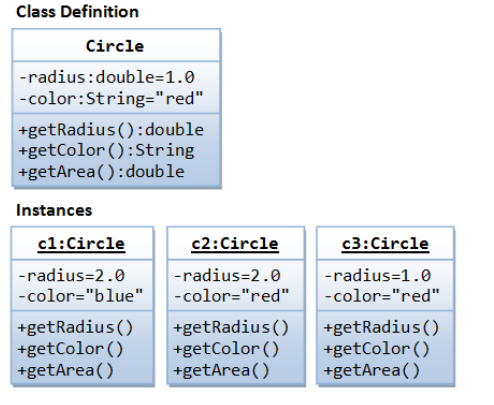 Class Definition
Circle
-radius:double=1.0
-color:String="red"
+getRadius():double
+getColor():String
+getArea():double
Instances
c1:Circle
-radius=2.0
-color="blue"
+getRadius()
+getColor()
+getArea()
c2:Circle
-radius=2.0
-color="red"
+getRadius()
+getColor()
+getArea()
c3:Circle
-radius=1.0
-color="red"
+getRadius()
+getColor()
+getArea()